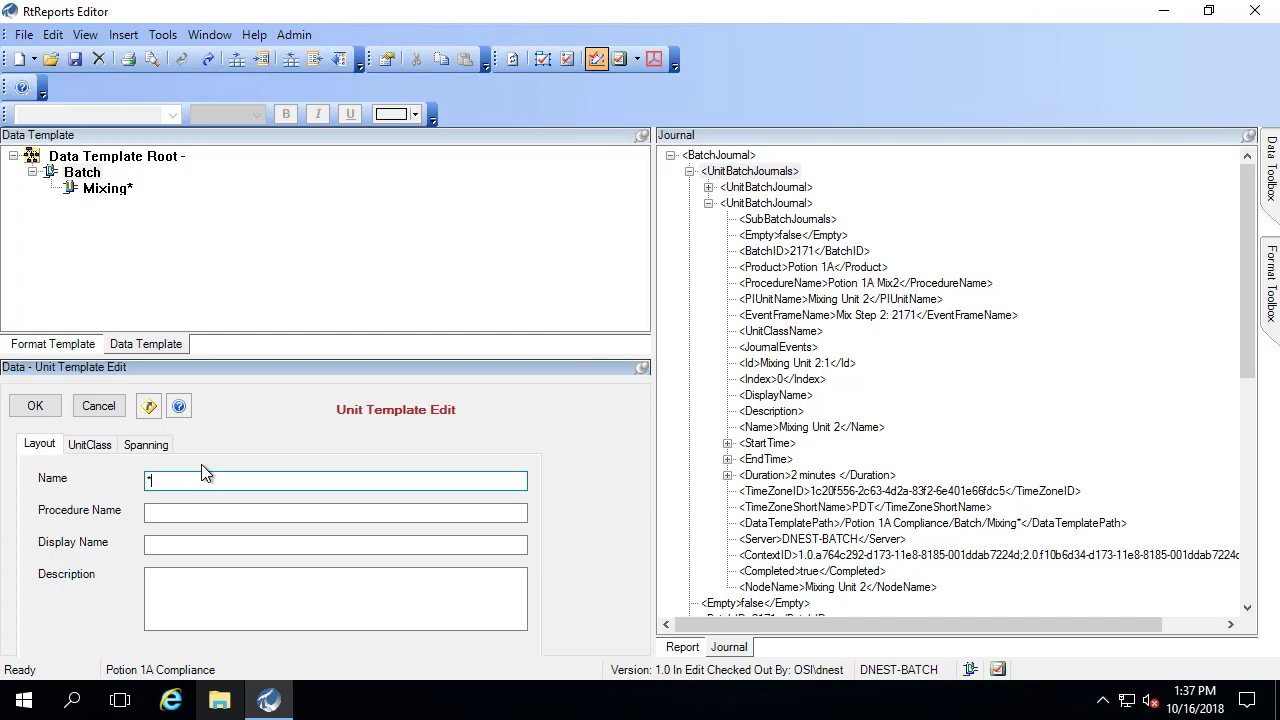 RtReports Editor
File Edit View Insert Tools Window Help Admin
B I U
Data Template
Data Template Root -
Batch
Mixing*
Format Template Data Template
Data - Unit Template Edit
OK Cancel Unit Template Edit
Layout UnitClass Spanning
Name *
Procedure Name
Display Name
Description
Journal
<BatchJournal>
<UnitBatchJournals>
<UnitBatchJournal>
<UnitBatchJournal>
<SubBatchJournals>
<Empty>false</Empty>
<BatchID>2171</BatchID>
<Product>Potion 1A</Product>
<ProcedureName>Potion 1A Mix2</ProcedureName>
<PIUnitName>Mixing Unit 2</PIUnitName>
<EventFrameName>Mix Step 2: 2171</EventFrameName>
<UnitClassName>
<JournalEvents>
<Id>Mixing Unit 2:1</Id>
<Index>0</Index>
<DisplayName>
<Description>
<Name>Mixing Unit 2</Name>
<StartTime>
<EndTime>
<Duration>2 minutes </Duration>
<TimeZoneID>1c20f556-2c63-4d2a-83f2-6e401e66fdc5</TimeZoneID>
<TimeZoneShortName>PDT</TimeZoneShortName>
<DataTemplatePath>/Potion 1A Compliance/Batch/Mixing*</DataTemplatePath>
<Server>DNEST-BATCH</Server>
<ContextID>1.0.a764c292-d173-11e8-8185-001ddab7224d;2.0.f10b6d34-d173-11e8-8185-001ddab7224c
<Completed>true</Completed>
<NodeName>Mixing Unit 2</NodeName>
<Empty>false</Empty>
Report Journal
Data Toolbox
Format Toolbox
Ready Potion 1A Compliance Version: 1.0 In Edit Checked Out By: OSI\dnest DNEST-BATCH
1:37 PM
10/16/2018